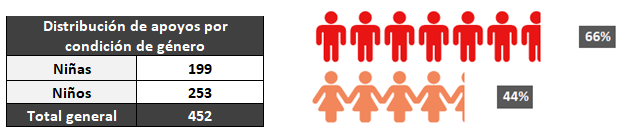 Distribución de apoyos por
condición de género
Niñas 199
Niños 253
Total general 452
66%
44%